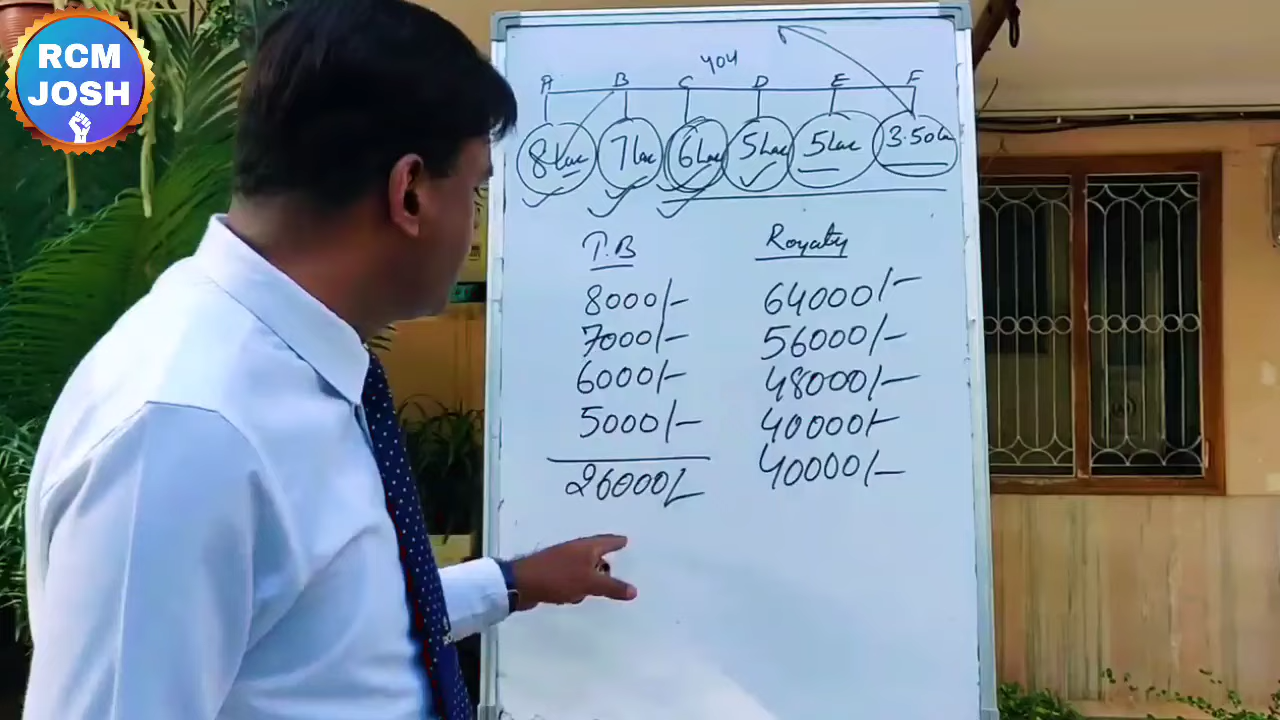 RCM
JOSH
YOU
A B C D E F
8 Lac 7 Lac 6 Lac 5 Lac 5 Lac 3.50 Lac
T.B Royalty
8000/- 64000/-
7000/- 56000/-
6000/- 48000/-
5000/- 40000/-
26000/- 40000/-